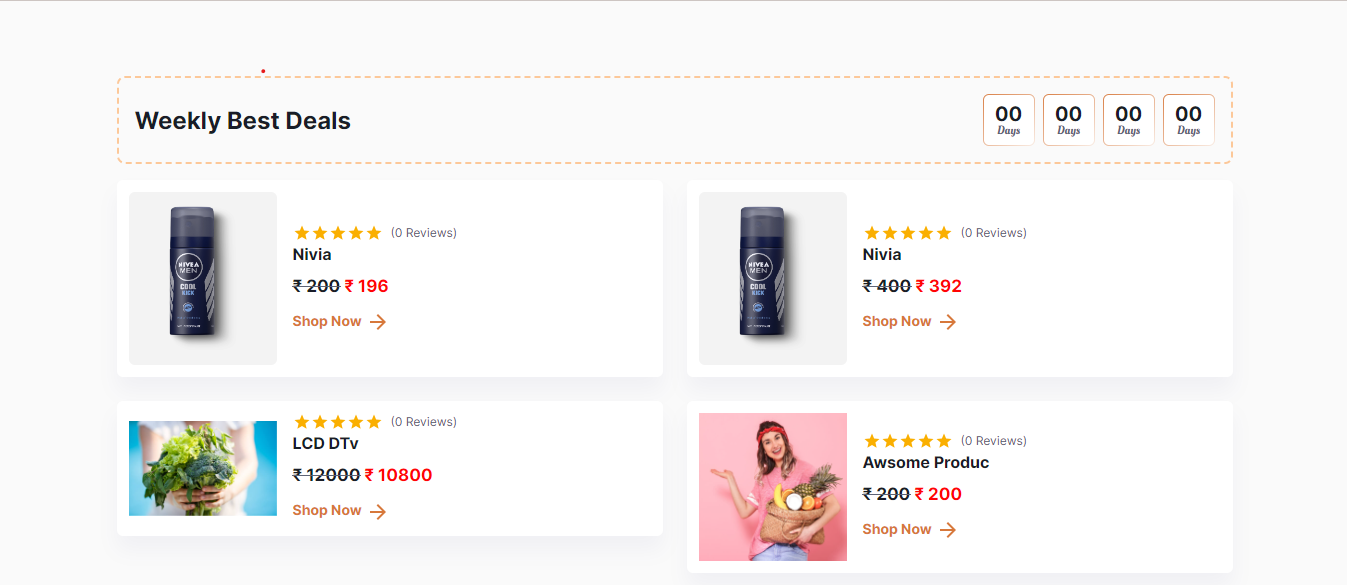 Weekly Best Deals
00 00 00 00
Days Days Days Days
(0 Reviews)
Nivia
₹ 200 ₹ 196
Shop Now
NIVEA
MEN
COOL
KICK
(0 Reviews)
Nivia
₹ 400 ₹ 392
Shop Now
NIVEA
MEN
COOL
KICK
(0 Reviews)
LCD DTv
₹ 12000 ₹ 10800
Shop Now
(0 Reviews)
Awsome Produc
₹ 200 ₹ 200
Shop Now